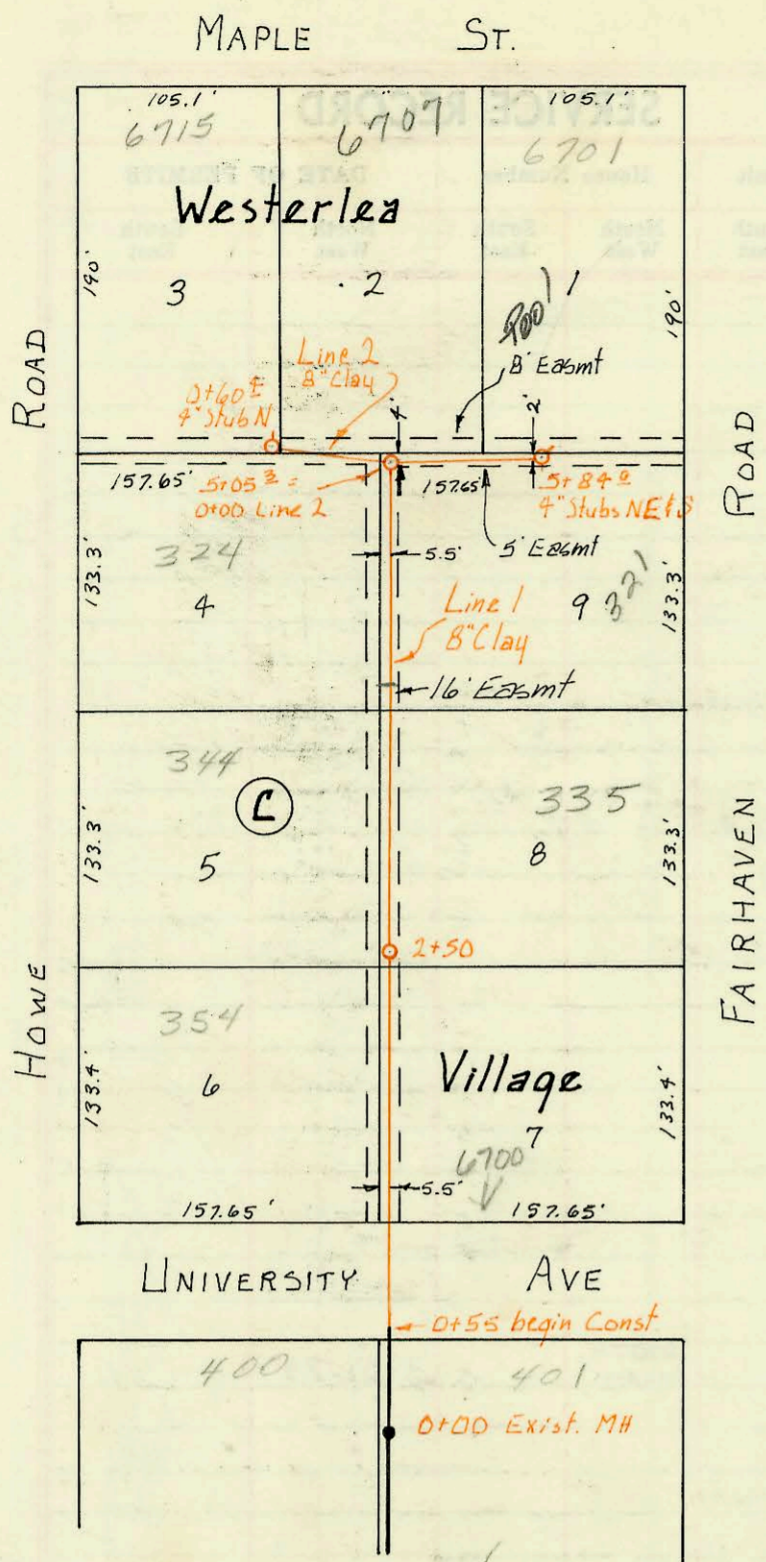 MAPLE ST.
105.1' 105.1'
6715 6707 6701
Westerlea
190' 3 2 1 190'
Pool
ROAD
ROAD
Line 2
8" Clay
8' Easmt
0+60 4
4" Stub N
4' 2'
157.65' 157.65'
5+05 3 =
0+00 Line 2
5+84 0
4" Stubs NE & S
5.5' 5' Easmt
133.3' 324 4 9 321 133.3'
Line 1
8" Clay
16' Easmt
344 335
C
133.3' 5 8 133.3'
2+50
HOWE
FAIRHAVEN
354
133.4' 6 Village 133.4'
7
6700
5.5'
157.65' 157.65'
UNIVERSITY AVE
0+55 begin Const
400 401
0+00 Exist. MH